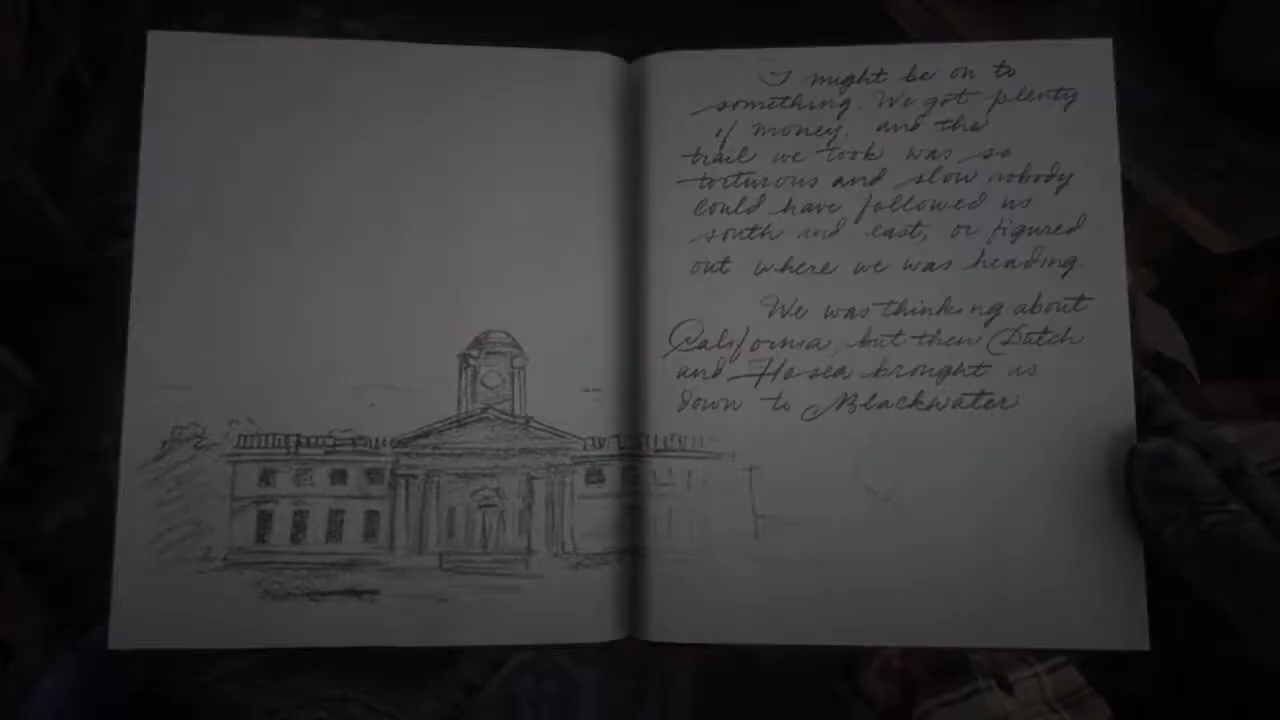 I might be on to
something. We got plenty
of money, and the
trail we took was so
torturous and slow nobody
could have followed us
south and east, or figured
out where we was heading.
We was thinking about
California, but then Dutch
and Hosea brought us
down to Blackwater